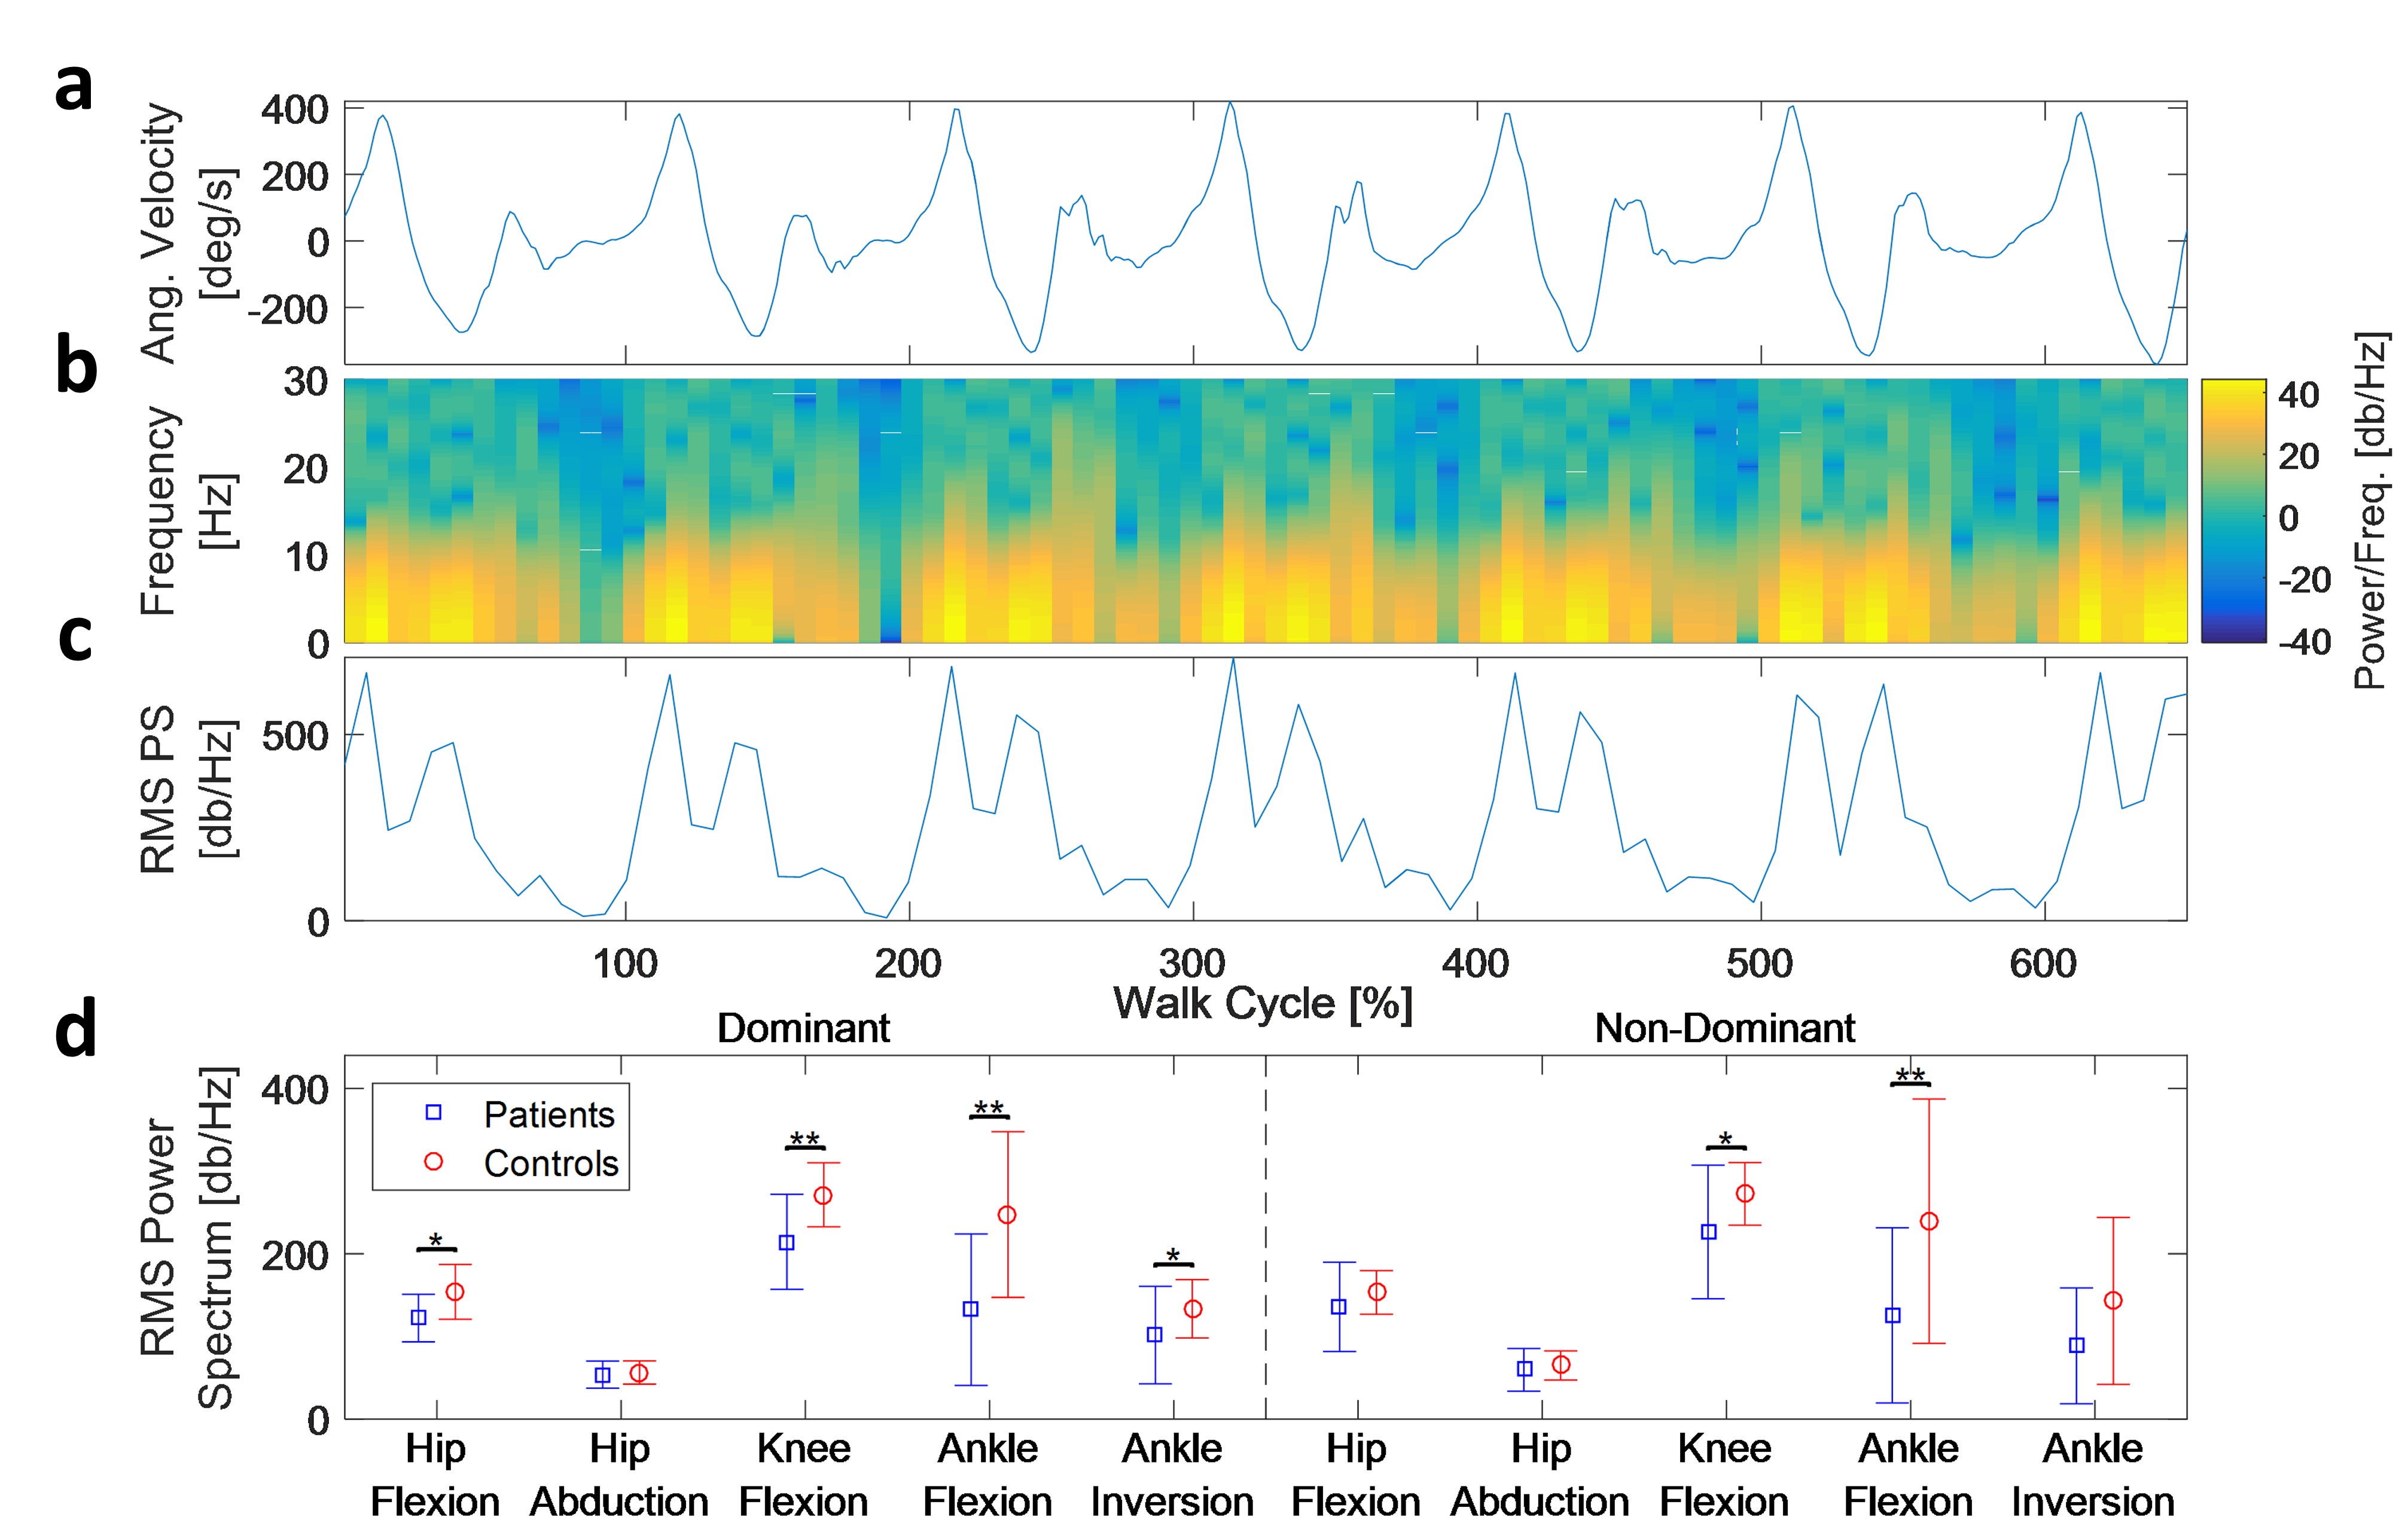 a
Ang. Velocity
[deg/s]
400
200
0
-200
b
Frequency
[Hz]
30
20
10
0
40
20
0
-20
-40
Power/Freq. [db/Hz]
c
RMS PS
[db/Hz]
500
0
100 200 300 400 500 600
Walk Cycle [%]
d
Dominant Non-Dominant
RMS Power
Spectrum [db/Hz]
400
200
0
Patients
Controls
* ** ** * * **
Hip Hip Knee Ankle Ankle Hip Hip Knee Ankle Ankle
Flexion Abduction Flexion Flexion Inversion Flexion Abduction Flexion Flexion Inversion